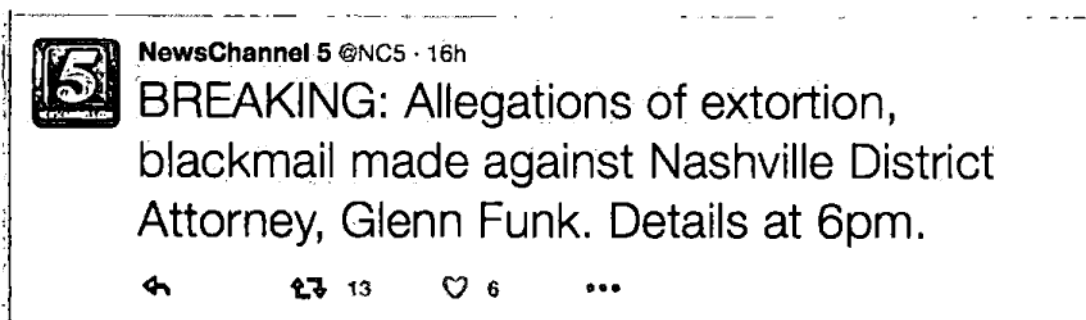 NewsChannel 5 @NC5 · 16h
BREAKING: Allegations of extortion,
blackmail made against Nashville District
Attorney, Glenn Funk. Details at 6pm.
13 6
5